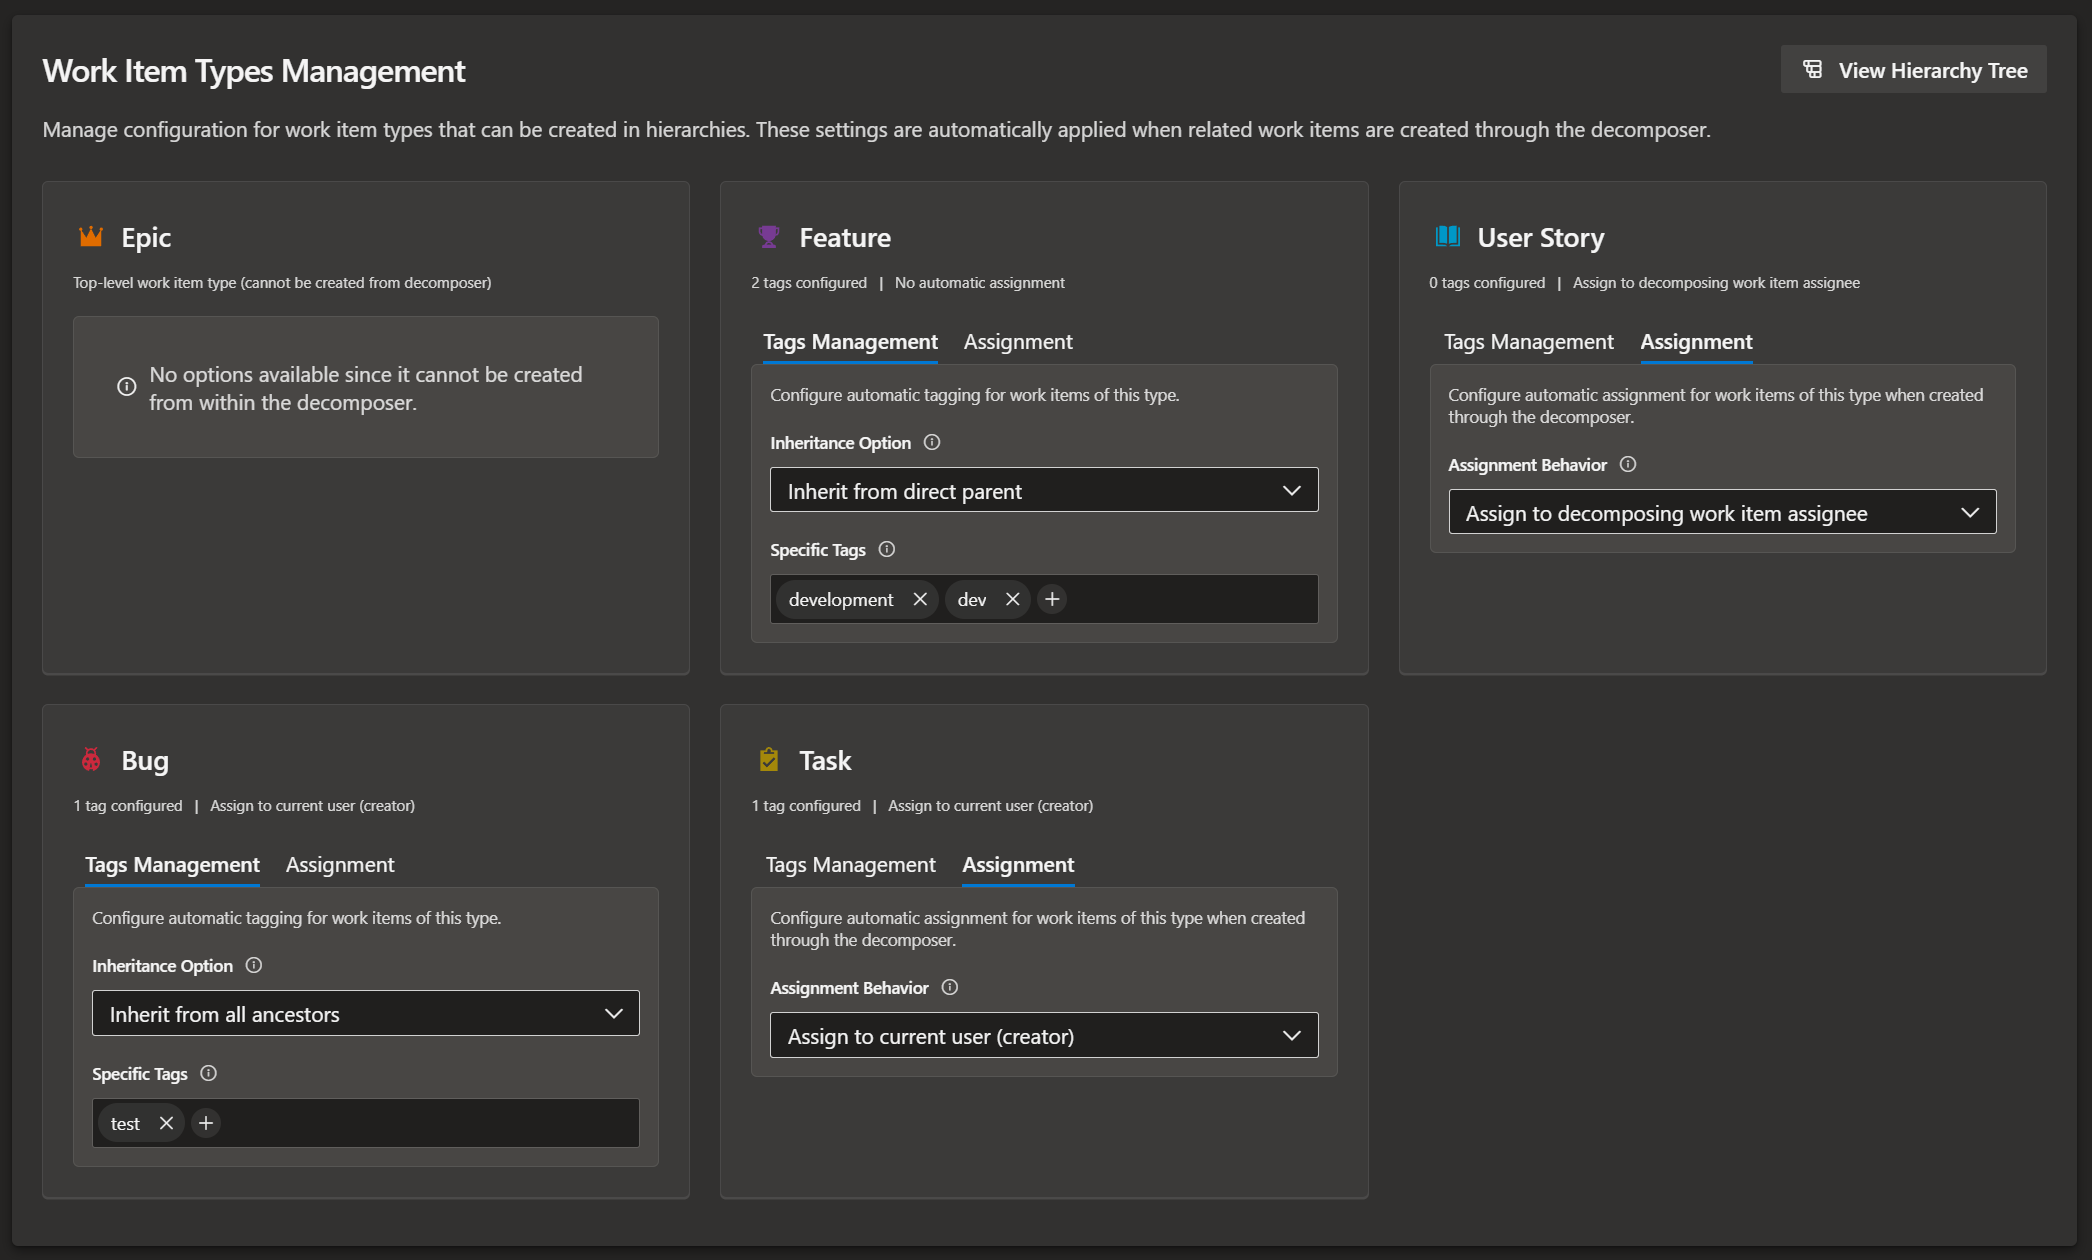 Work Item Types Management
View Hierarchy Tree
Manage configuration for work item types that can be created in hierarchies. These settings are automatically applied when related work items are created through the decomposer.
Epic
Top-level work item type (cannot be created from decomposer)
No options available since it cannot be created
from within the decomposer.
Feature
2 tags configured | No automatic assignment
Tags Management Assignment
Configure automatic tagging for work items of this type.
Inheritance Option
Inherit from direct parent
Specific Tags
development dev
User Story
0 tags configured | Assign to decomposing work item assignee
Tags Management Assignment
Configure automatic assignment for work items of this type when created
through the decomposer.
Assignment Behavior
Assign to decomposing work item assignee
Bug
1 tag configured | Assign to current user (creator)
Tags Management Assignment
Configure automatic tagging for work items of this type.
Inheritance Option
Inherit from all ancestors
Specific Tags
test
Task
1 tag configured | Assign to current user (creator)
Tags Management Assignment
Configure automatic assignment for work items of this type when created
through the decomposer.
Assignment Behavior
Assign to current user (creator)